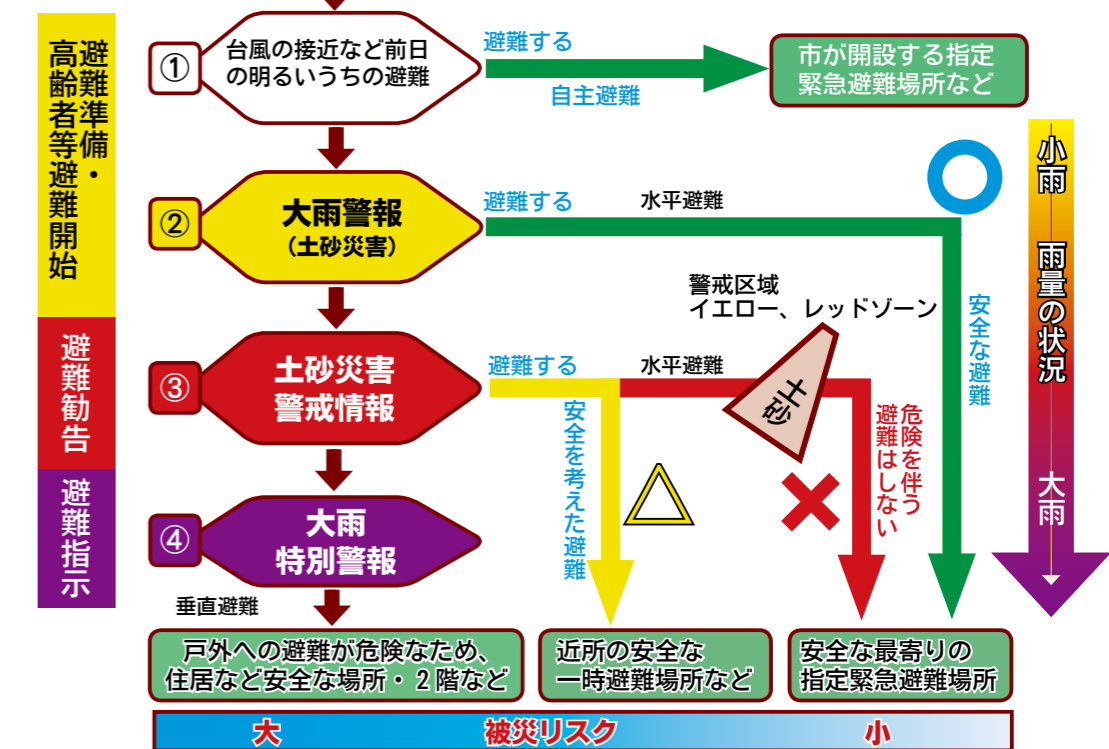 避難準備・
高齢者等避難開始
避難勧告
避難指示
①
台風の接近など前日
の明るいうちの避難
避難する
自主避難
市が開設する指定
緊急避難場所など
②
大雨警報
（土砂災害）
避難する
水平避難
安全な避難
③
土砂災害
警戒情報
避難する
水平避難
警戒区域
イエロー、レッドゾーン
土砂
安全を考えた避難
危険を伴う
避難はしない
④
大雨
特別警報
垂直避難
小雨
雨量の状況
大雨
戸外への避難が危険なため、
住居など安全な場所・２階など
近所の安全な
一時避難場所など
安全な最寄りの
指定緊急避難場所
大
被災リスク
小